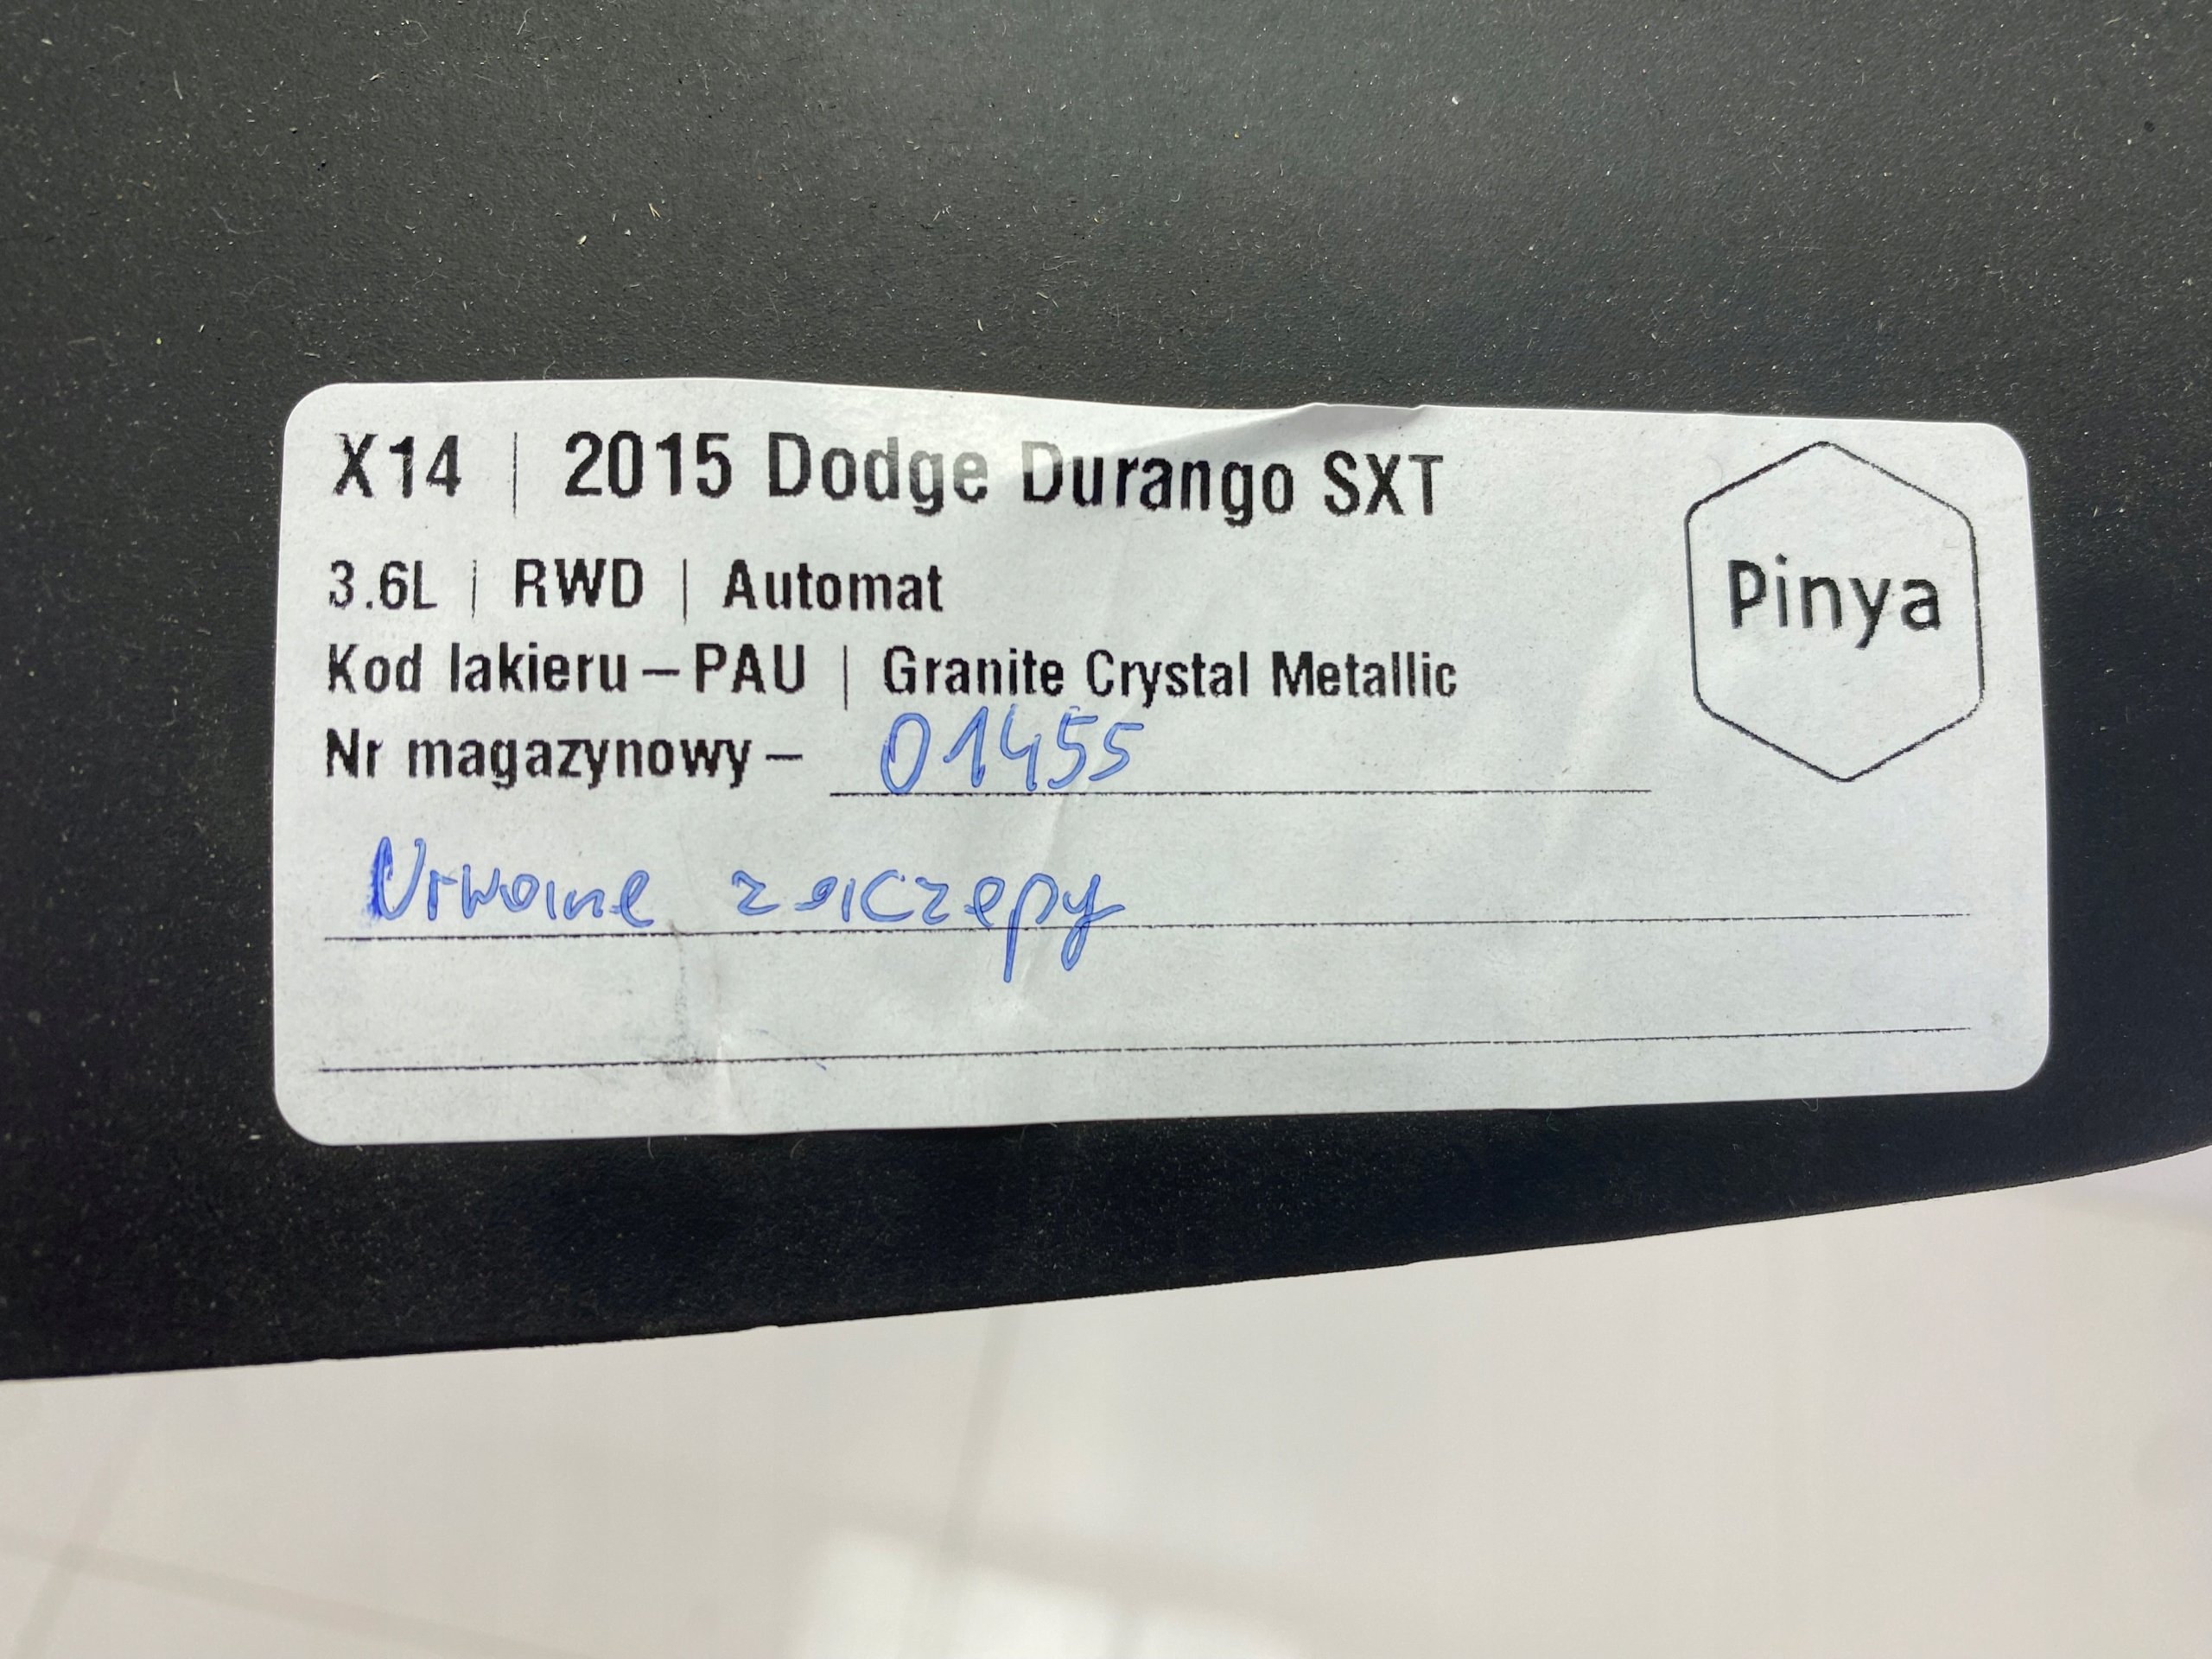 X14 | 2015 Dodge Durango SXT
3.6L | RWD | Automat
Kod lakieru – PAU | Granite Crystal Metallic
Nr magazynowy – 01455
Urwane zaczepy
Pinya